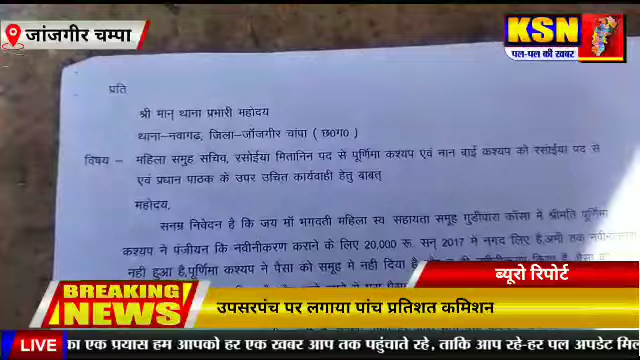 जांजगीर चम्पा
KSN
पल-पल की खबर
प्रति
श्री मान् थाना प्रभारी महोदय
थाना–नवागढ, जिला–जॉजगीर चांपा ( छ0ग0 )
विषय – महिला समुह सचिव, रसोईया मितानिन पद से पूर्णिमा कश्यप एवं नान बाई कश्यप को रसोईया पद से
एवं प्रधान पाठक के उपर उचित कार्यवाही हेतु बाबत्
महोदय,
सनम्र निवेदन है कि जय मॉ भगवती महिला स्व सहायता समूह गुडीपारा कॉसा में श्रीमति पूर्णिमा
कश्यप ने पंजीयन कि नवीनीकरण कराने के लिए 20,000 रू. सन् 2017 मे नगद लिए है,अभी तक नवीनीकरण
नही हुआ है,पूर्णिमा कश्यप ने पैसा को समूह मे नही दिया है
ब्यूरो रिपोर्ट
BREAKING NEWS
उपसरपंच पर लगाया पांच प्रतिशत कमिशन
LIVE का एक प्रयास हम आपको हर एक खबर आप तक पहुंचाते रहे , ताकि आप रहे-हर पल अपडेट मिल